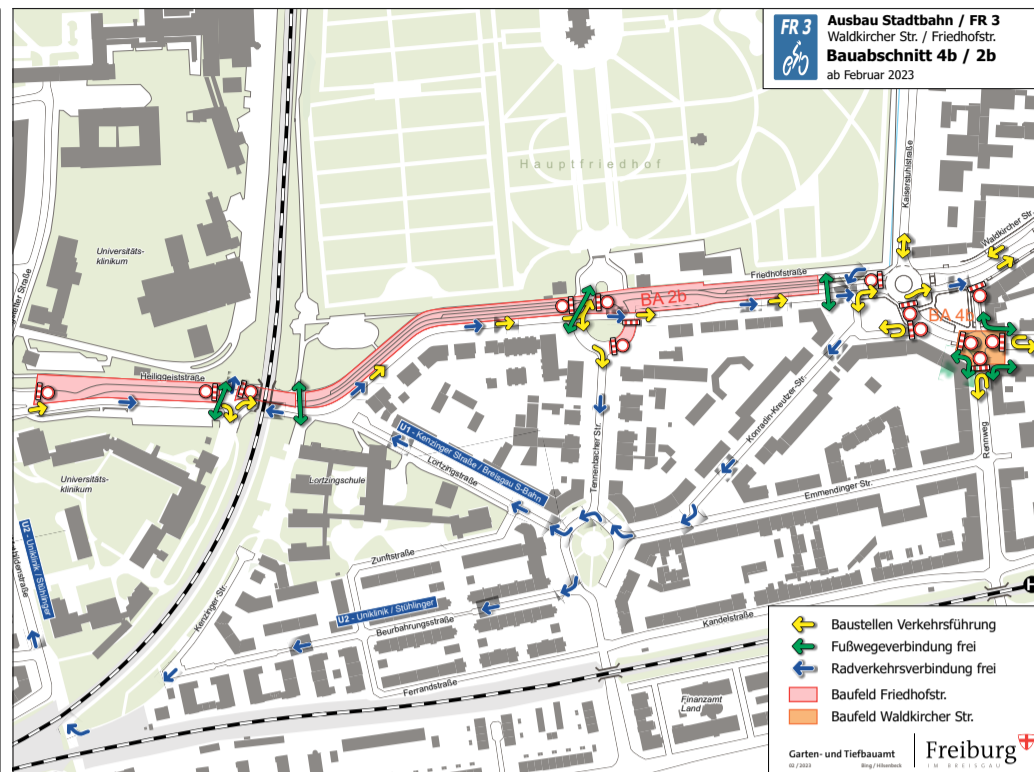 FR 3
Ausbau Stadtbahn / FR 3
Waldkircher Str. / Friedhofstr.
Bauabschnitt 4b / 2b
ab Februar 2023
Hauptfriedhof
Kaiserstuhlstraße
Waldkircher Str.
Universitäts-
klinikum
Friedhofstraße
BA 2b
BA 4b
Heiliggeiststraße
Universitäts-
klinikum
Lortzingschule
U1 - Kenzinger Straße / Breisgau S-Bahn
Lortzingstraße
Tennenbacher Str.
Konradin-Kreutzer-Str.
Rennweg
Emmendinger Str.
U2 - Uniklinik / Stühlinger
Zunftstraße
Kenzinger Str.
U2 - Uniklinik / Stühlinger
Beurbahrungsstraße
Kandelstraße
Ferrandstraße
Finanzamt
Land
Baustellen Verkehrsführung
Fußwegeverbindung frei
Radverkehrsverbindung frei
Baufeld Friedhofstr.
Baufeld Waldkircher Str.
Garten- und Tiefbauamt
02 / 2023
Freiburg
IM BREISGAU